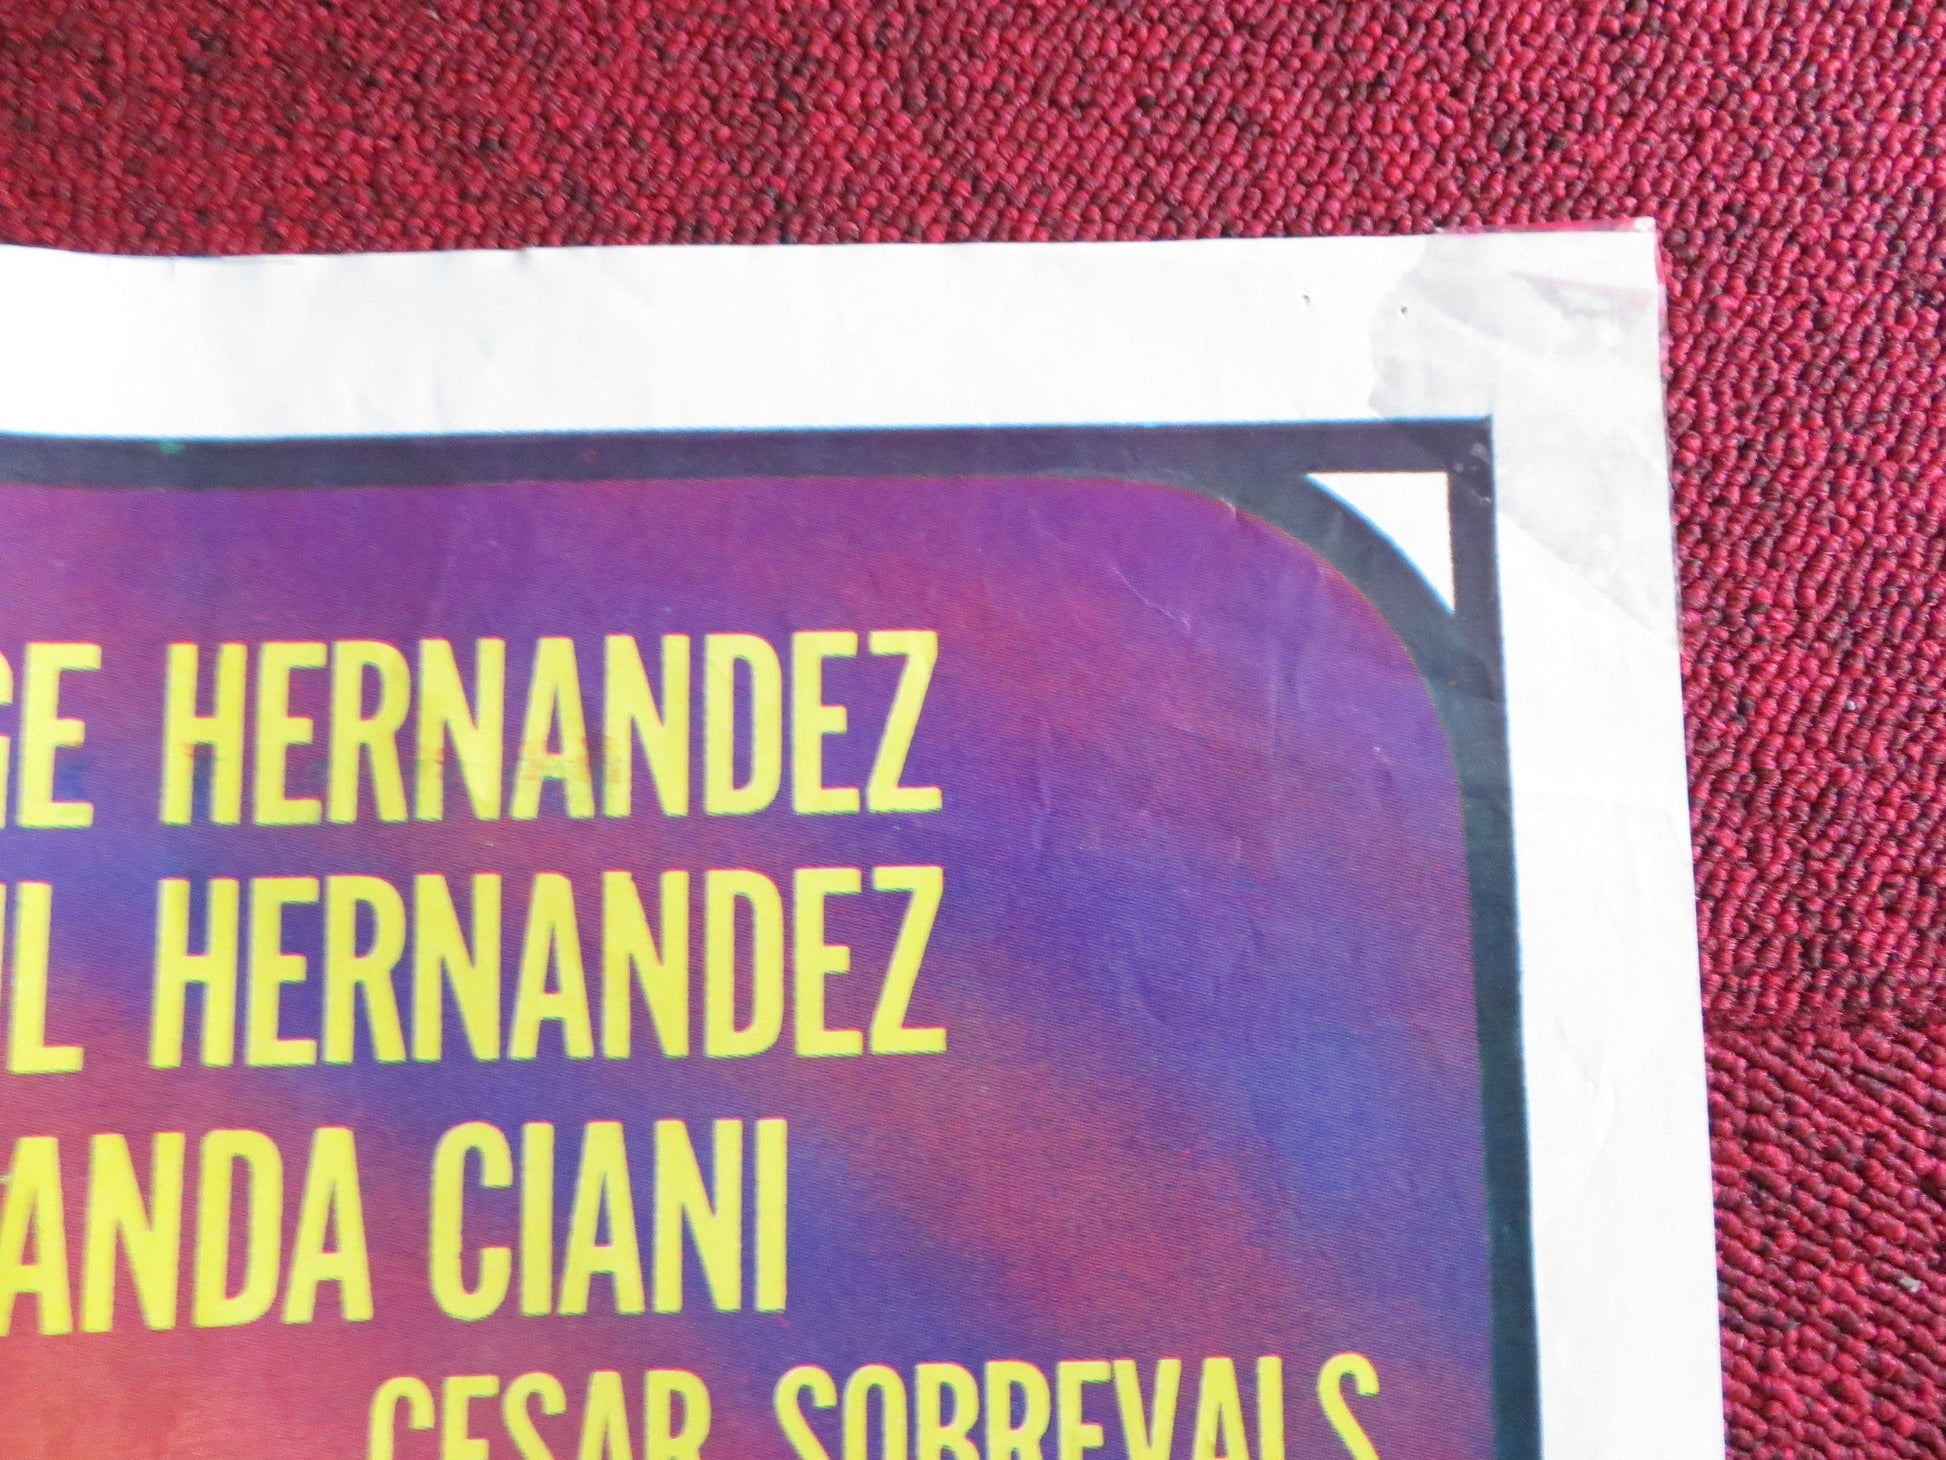 GE HERNANDEZ
UL HERNANDEZ
ANDA CIANI
CESAR SOBREVALS